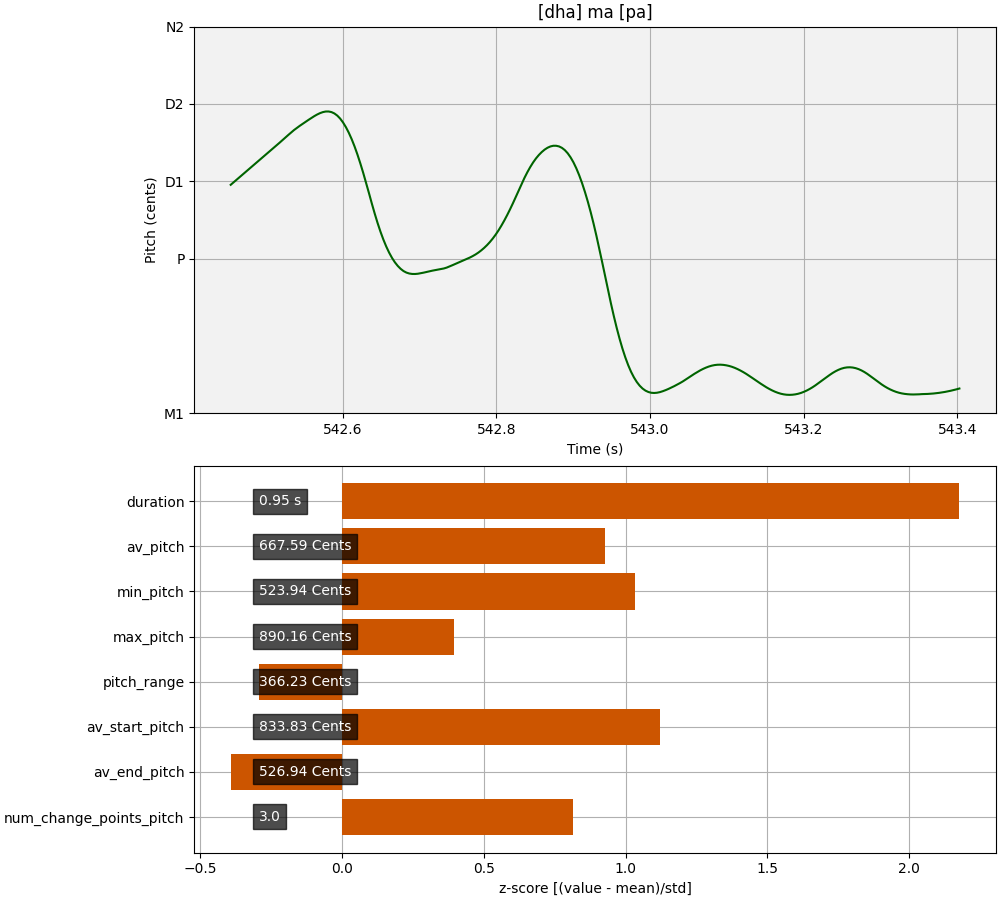 [dha] ma [pa]
N2
D2
D1
P
M1
Pitch (cents)
542.6 542.8 543.0 543.2 543.4
Time (s)
duration 0.95 s
av_pitch 667.59 Cents
min_pitch 523.94 Cents
max_pitch 890.16 Cents
pitch_range 366.23 Cents
av_start_pitch 833.83 Cents
av_end_pitch 526.94 Cents
num_change_points_pitch 3.0
−0.5 0.0 0.5 1.0 1.5 2.0
z-score [(value - mean)/std]